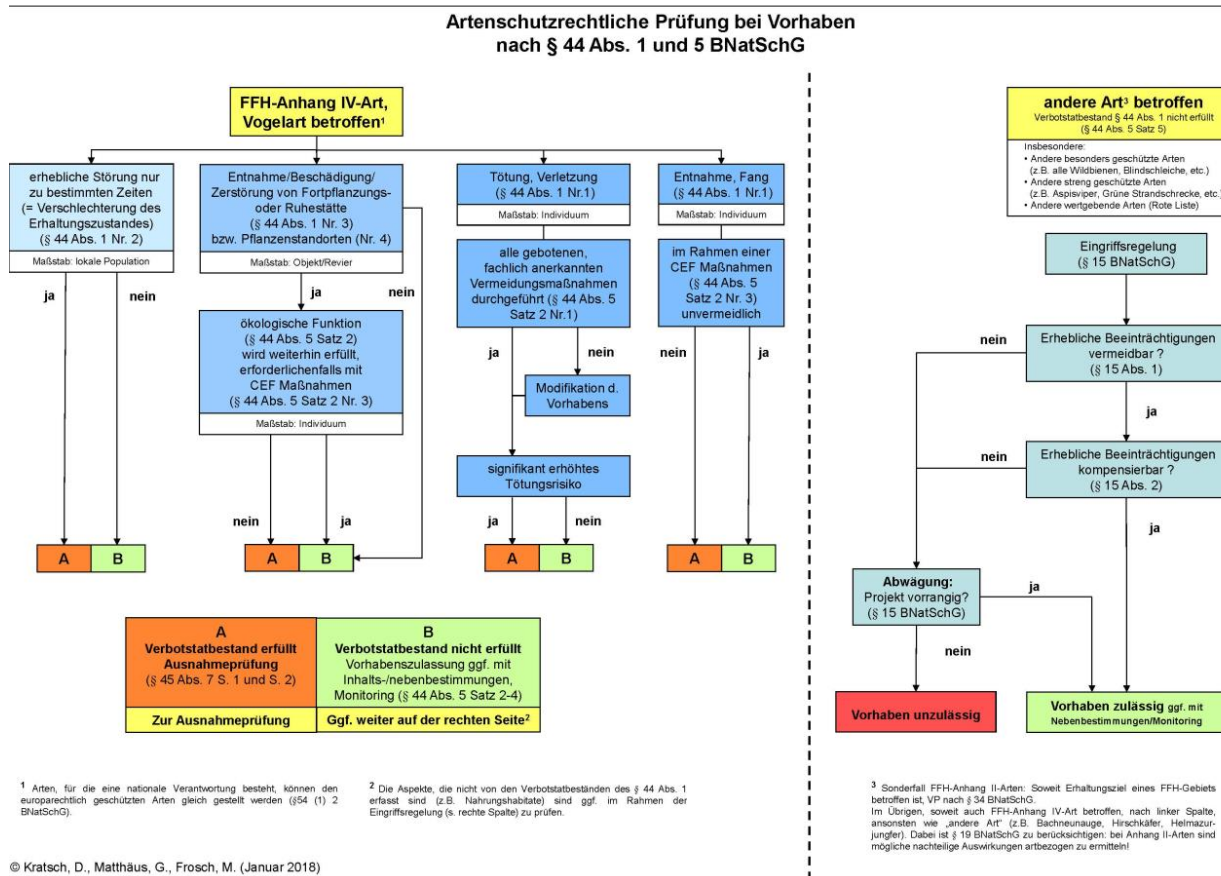 Artenschutzrechtliche Prüfung bei Vorhaben
nach § 44 Abs. 1 und 5 BNatSchG
FFH-Anhang IV-Art,
Vogelart betroffen¹
erhebliche Störung nur
zu bestimmten Zeiten
(= Verschlechterung des
Erhaltungszustandes)
(§ 44 Abs. 1 Nr. 2)
Maßstab: lokale Population
ja
nein
A
B
Entnahme/Beschädigung/
Zerstörung von Fortpflanzungs-
oder Ruhestätte
(§ 44 Abs. 1 Nr. 3)
bzw. Pflanzenstandorten (Nr. 4)
Maßstab: Objekt/Revier
ja
nein
ökologische Funktion
(§ 44 Abs. 5 Satz 2)
wird weiterhin erfüllt,
erforderlichenfalls mit
CEF Maßnahmen
(§ 44 Abs. 5 Satz 2 Nr. 3)
Maßstab: Individuum
nein
ja
A
B
Tötung, Verletzung
(§ 44 Abs. 1 Nr.1)
Maßstab: Individuum
alle gebotenen,
fachlich anerkannten
Vermeidungsmaßnahmen
durchgeführt (§ 44 Abs. 5
Satz 2 Nr.1)
ja
nein
Modifikation d.
Vorhabens
signifikant erhöhtes
Tötungsrisiko
ja
nein
A
B
Entnahme, Fang
(§ 44 Abs. 1 Nr.1)
Maßstab: Individuum
im Rahmen einer
CEF Maßnahmen
(§ 44 Abs. 5
Satz 2 Nr. 3)
unvermeidlich
nein
ja
A
B
A
Verbotstatbestand erfüllt
Ausnahmeprüfung
(§ 45 Abs. 7 S. 1 und S. 2)
Zur Ausnahmeprüfung
B
Verbotstatbestand nicht erfüllt
Vorhabenszulassung ggf. mit
Inhalts-/nebenbestimmungen,
Monitoring (§ 44 Abs. 5 Satz 2-4)
Ggf. weiter auf der rechten Seite²
andere Art³ betroffen
Verbotstatbestand § 44 Abs. 1 nicht erfüllt
(§ 44 Abs. 5 Satz 5)
Insbesondere:
• Andere besonders geschützte Arten
(z.B. alle Wildbienen, Blindschleiche, etc.)
• Andere streng geschützte Arten
(z.B. Aspisviper, Grüne Strandschrecke, etc.)
• Andere wertgebende Arten (Rote Liste)
Eingriffsregelung
(§ 15 BNatSchG)
Erhebliche Beeinträchtigungen
vermeidbar ?
(§ 15 Abs. 1)
nein
ja
Erhebliche Beeinträchtigungen
kompensierbar ?
(§ 15 Abs. 2)
nein
ja
Abwägung:
Projekt vorrangig?
(§ 15 BNatSchG)
ja
nein
Vorhaben unzulässig
Vorhaben zulässig ggf. mit
Nebenbestimmungen/Monitoring
¹ Arten, für die eine nationale Verantwortung besteht, können den
europarechtlich geschützten Arten gleich gestellt werden (§54 (1) 2
BNatSchG).
² Die Aspekte, die nicht von den Verbotstatbeständen des § 44 Abs. 1
erfasst sind (z.B. Nahrungshabitate) sind ggf. im Rahmen der
Eingriffsregelung (s. rechte Spalte) zu prüfen.
³ Sonderfall FFH-Anhang II-Arten: Soweit Erhaltungsziel eines FFH-Gebiets
betroffen ist, VP nach § 34 BNatSchG.
Im Übrigen, soweit auch FFH-Anhang IV-Art betroffen, nach linker Spalte,
ansonsten wie „andere Art“ (z.B. Bachneunauge, Hirschkäfer, Helmazur-
jungfer). Dabei ist § 19 BNatSchG zu berücksichtigen: bei Anhang II-Arten sind
mögliche nachteilige Auswirkungen artbezogen zu ermitteln!
© Kratsch, D., Matthäus, G., Frosch, M. (Januar 2018)